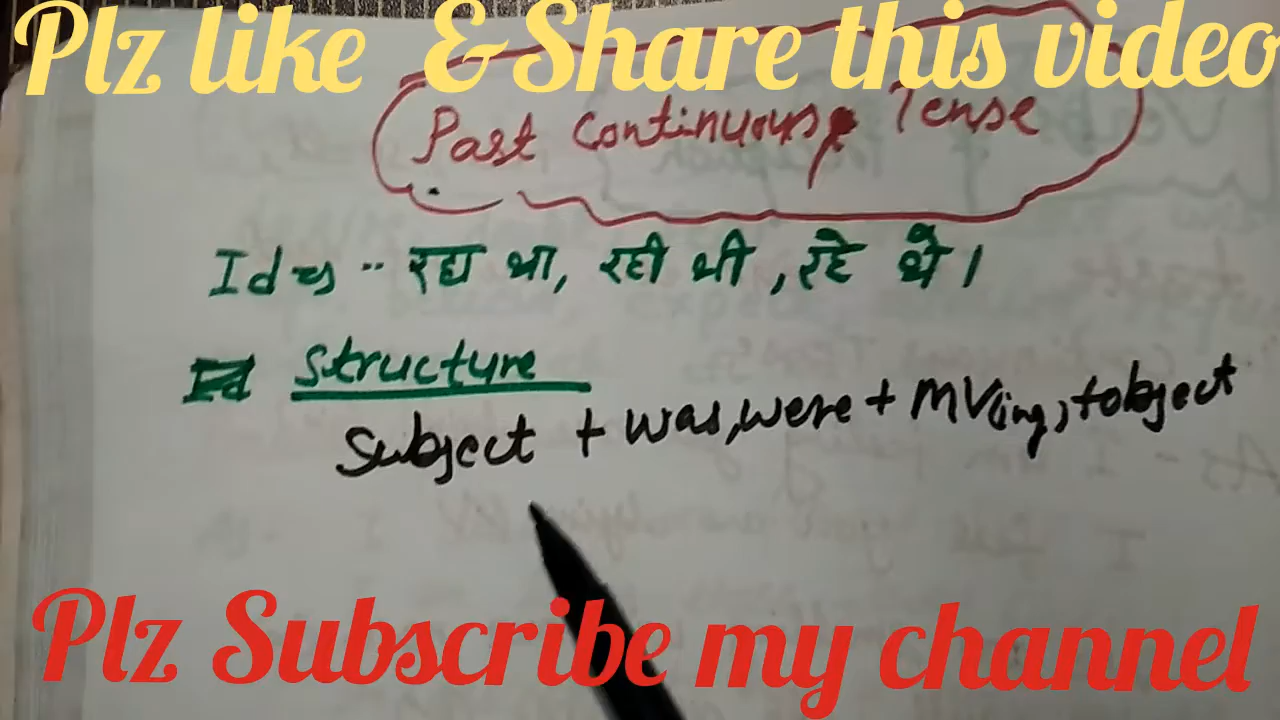 Plz like &Share this video
Past Continuous Tense
रहा था, रही थी, रहे थे।
Structure
Subject + was, were + MV(ing) + object
Plz Subscribe my channel